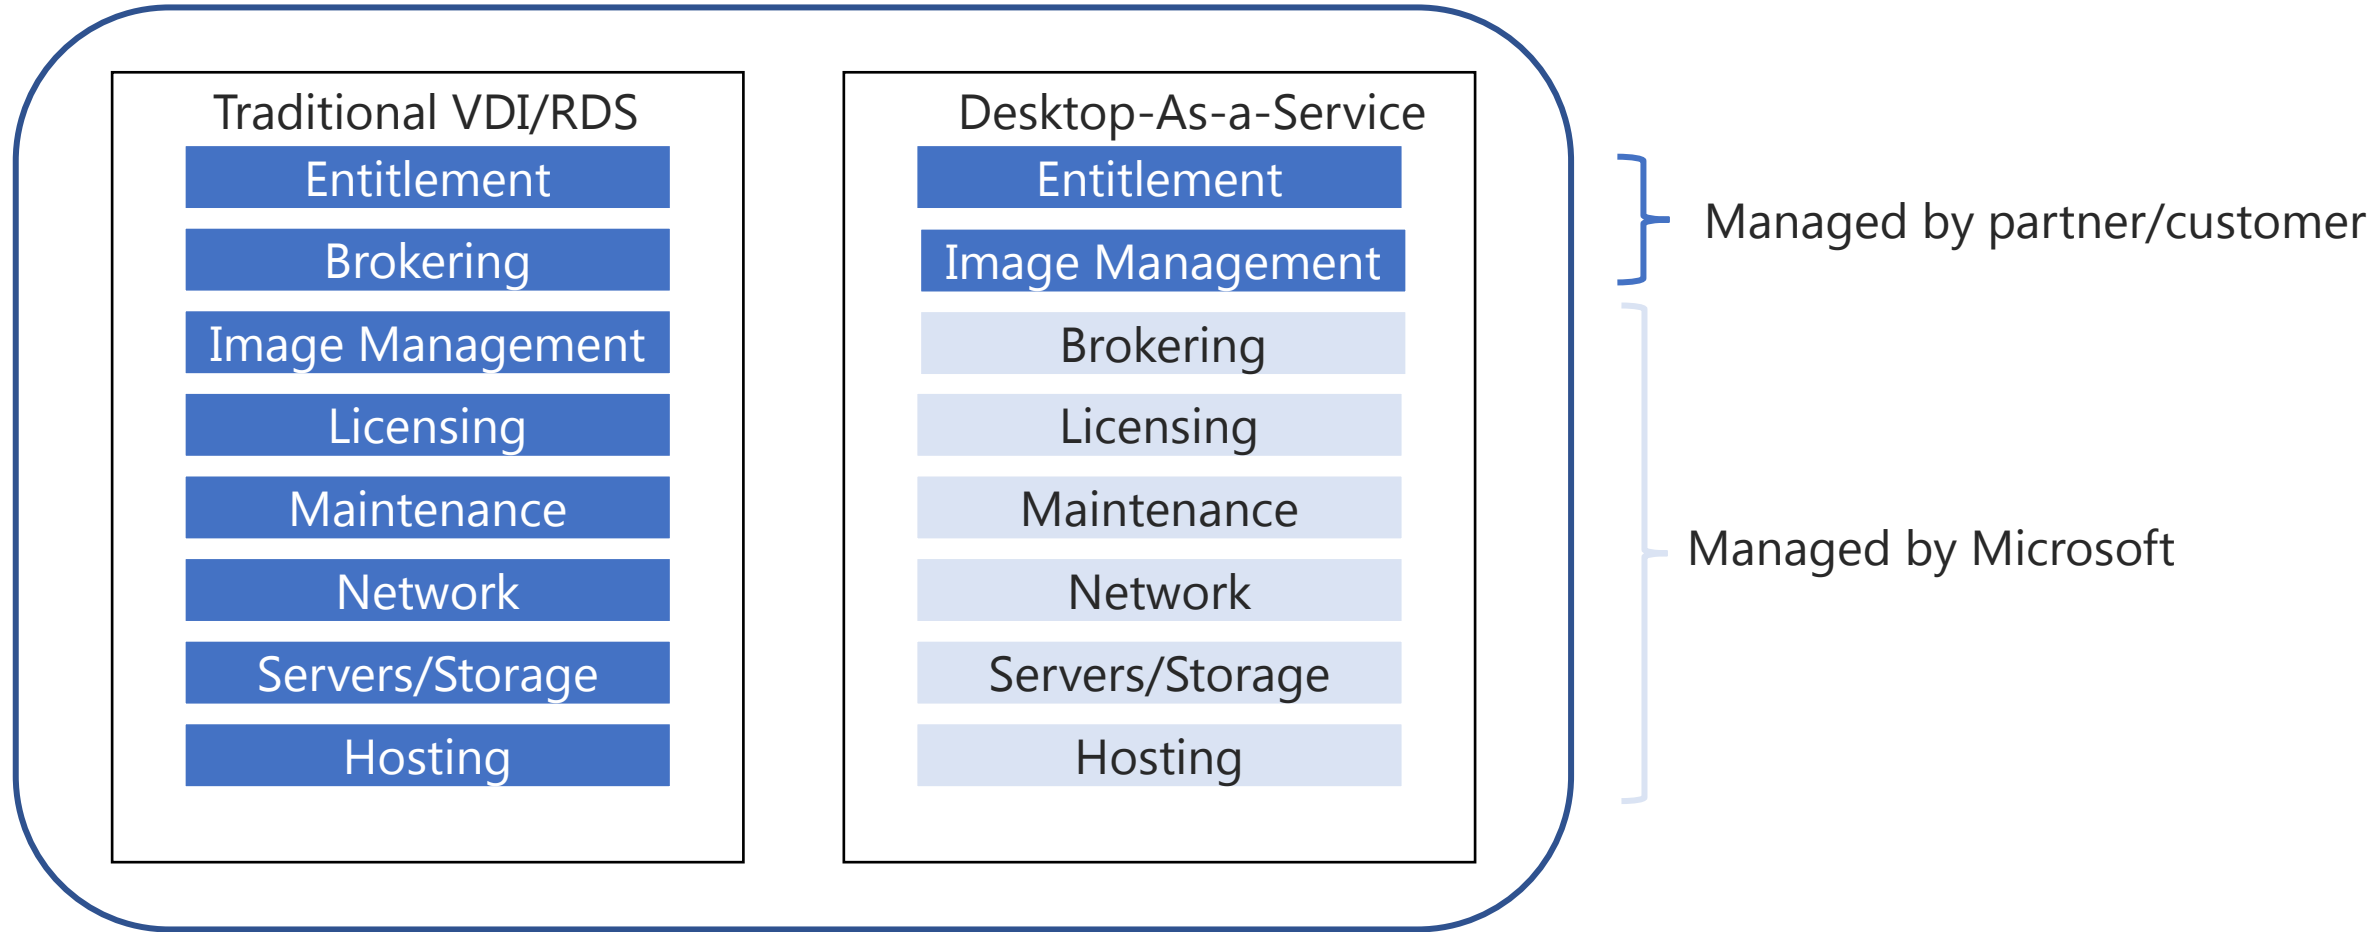 Traditional VDI/RDS
Entitlement
Brokering
Image Management
Licensing
Maintenance
Network
Servers/Storage
Hosting
Desktop-As-a-Service
Entitlement
Image Management
Brokering
Licensing
Maintenance
Network
Servers/Storage
Hosting
Managed by partner/customer
Managed by Microsoft